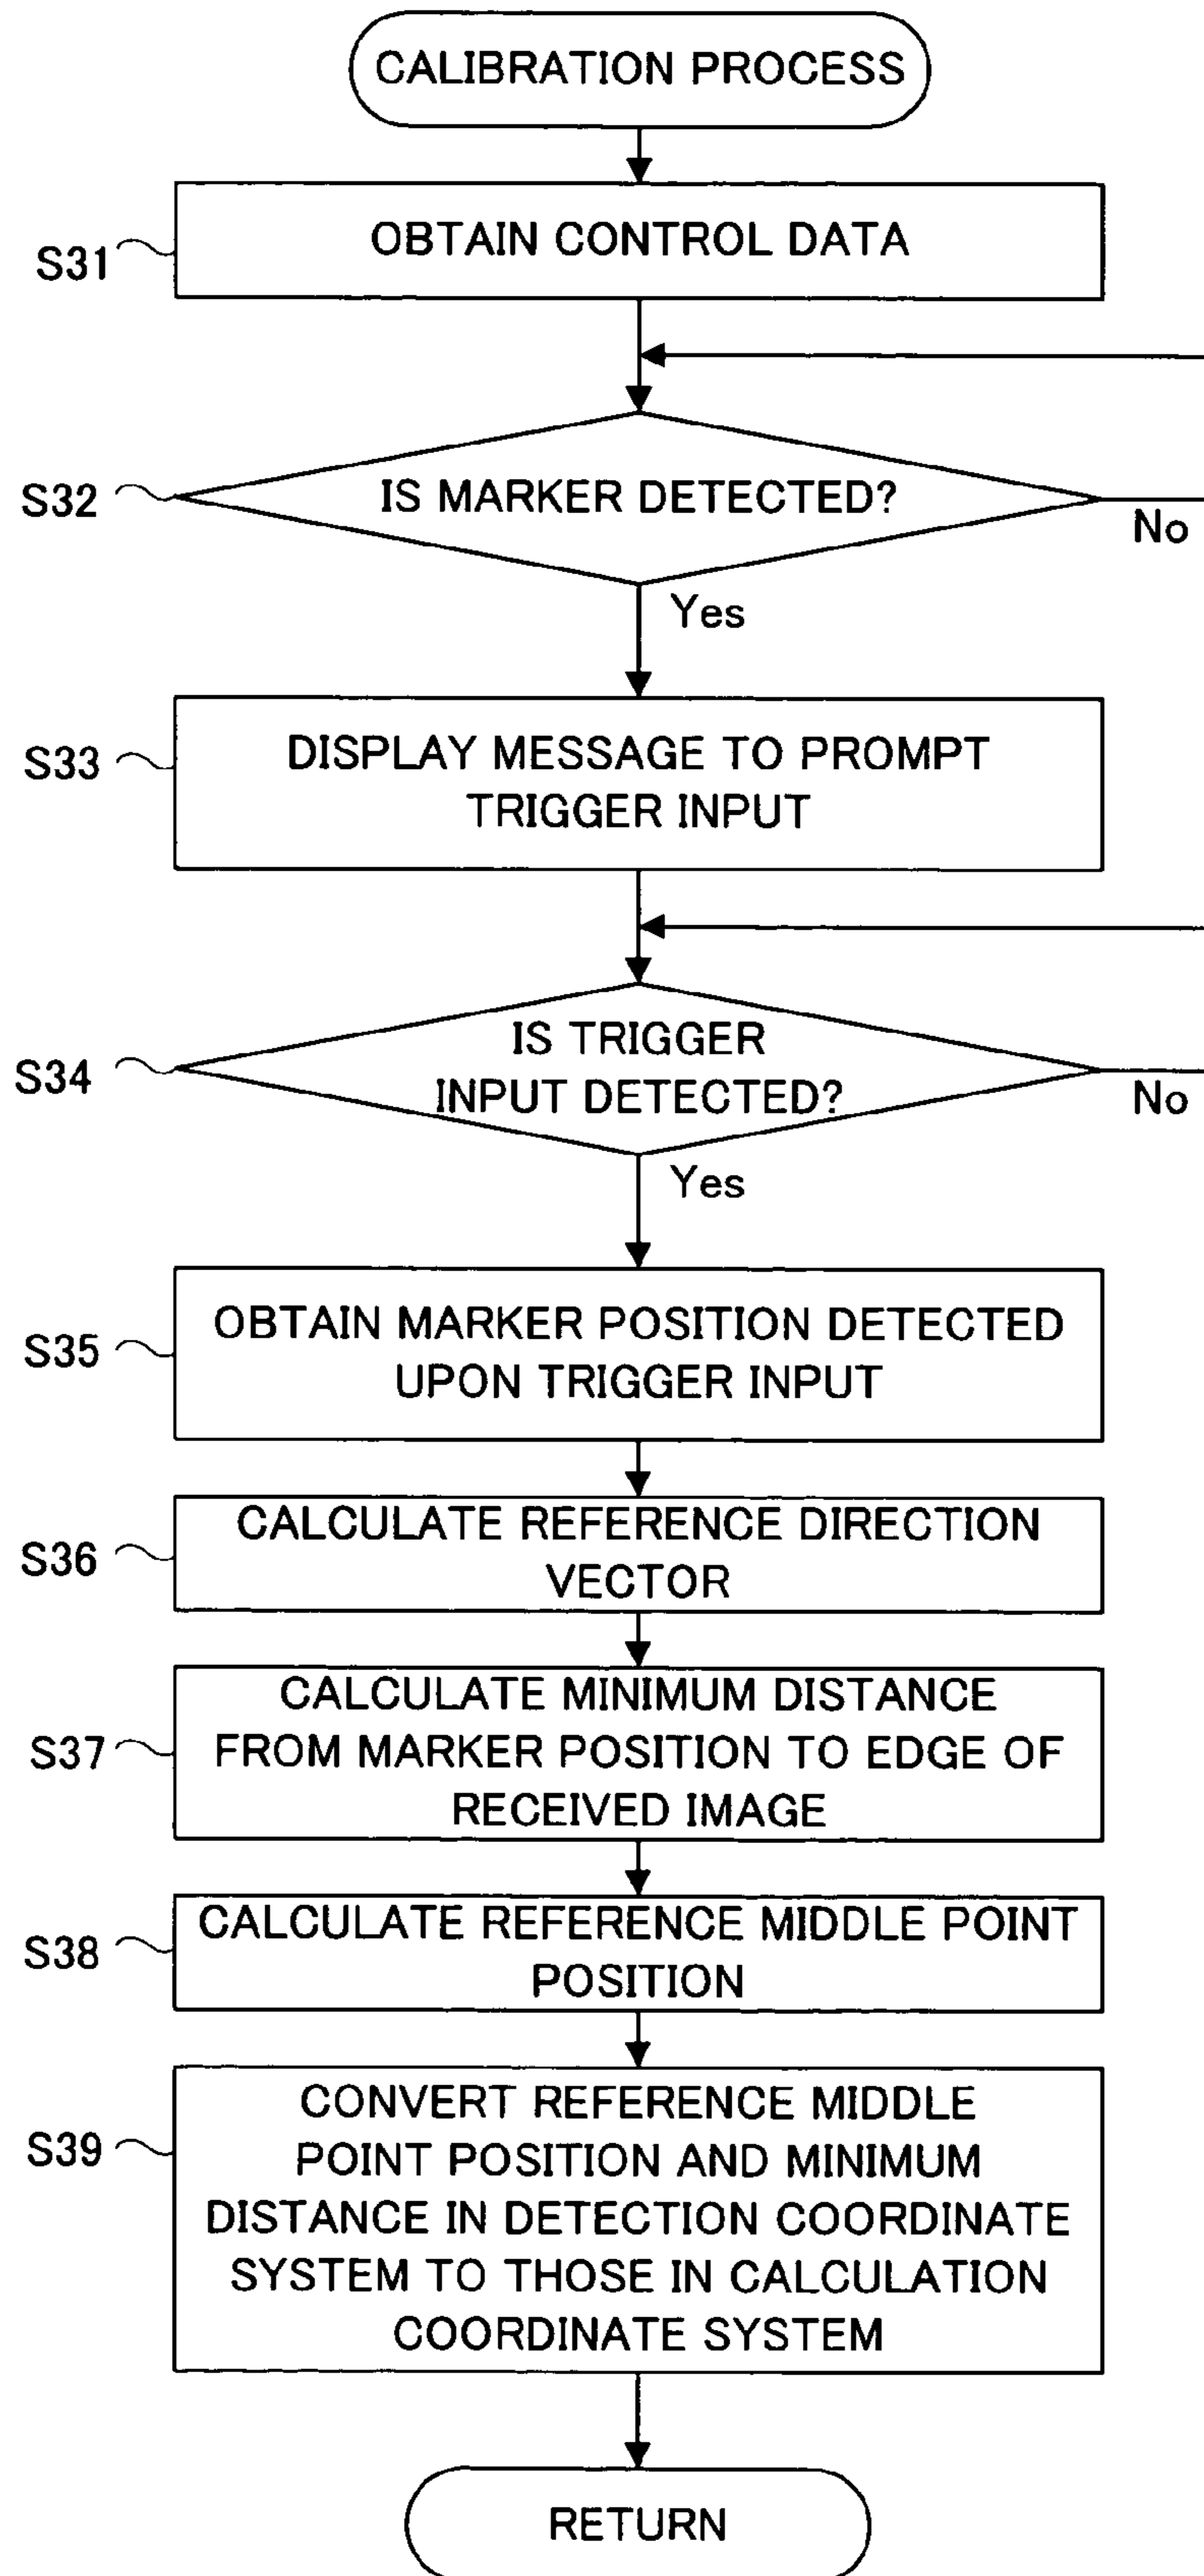 CALIBRATION PROCESS
S31
OBTAIN CONTROL DATA
S32
IS MARKER DETECTED?
No
Yes
S33
DISPLAY MESSAGE TO PROMPT
TRIGGER INPUT
S34
IS TRIGGER
INPUT DETECTED?
No
Yes
S35
OBTAIN MARKER POSITION DETECTED
UPON TRIGGER INPUT
S36
CALCULATE REFERENCE DIRECTION
VECTOR
S37
CALCULATE MINIMUM DISTANCE
FROM MARKER POSITION TO EDGE OF
RECEIVED IMAGE
S38
CALCULATE REFERENCE MIDDLE POINT
POSITION
S39
CONVERT REFERENCE MIDDLE
POINT POSITION AND MINIMUM
DISTANCE IN DETECTION COORDINATE
SYSTEM TO THOSE IN CALCULATION
COORDINATE SYSTEM
RETURN